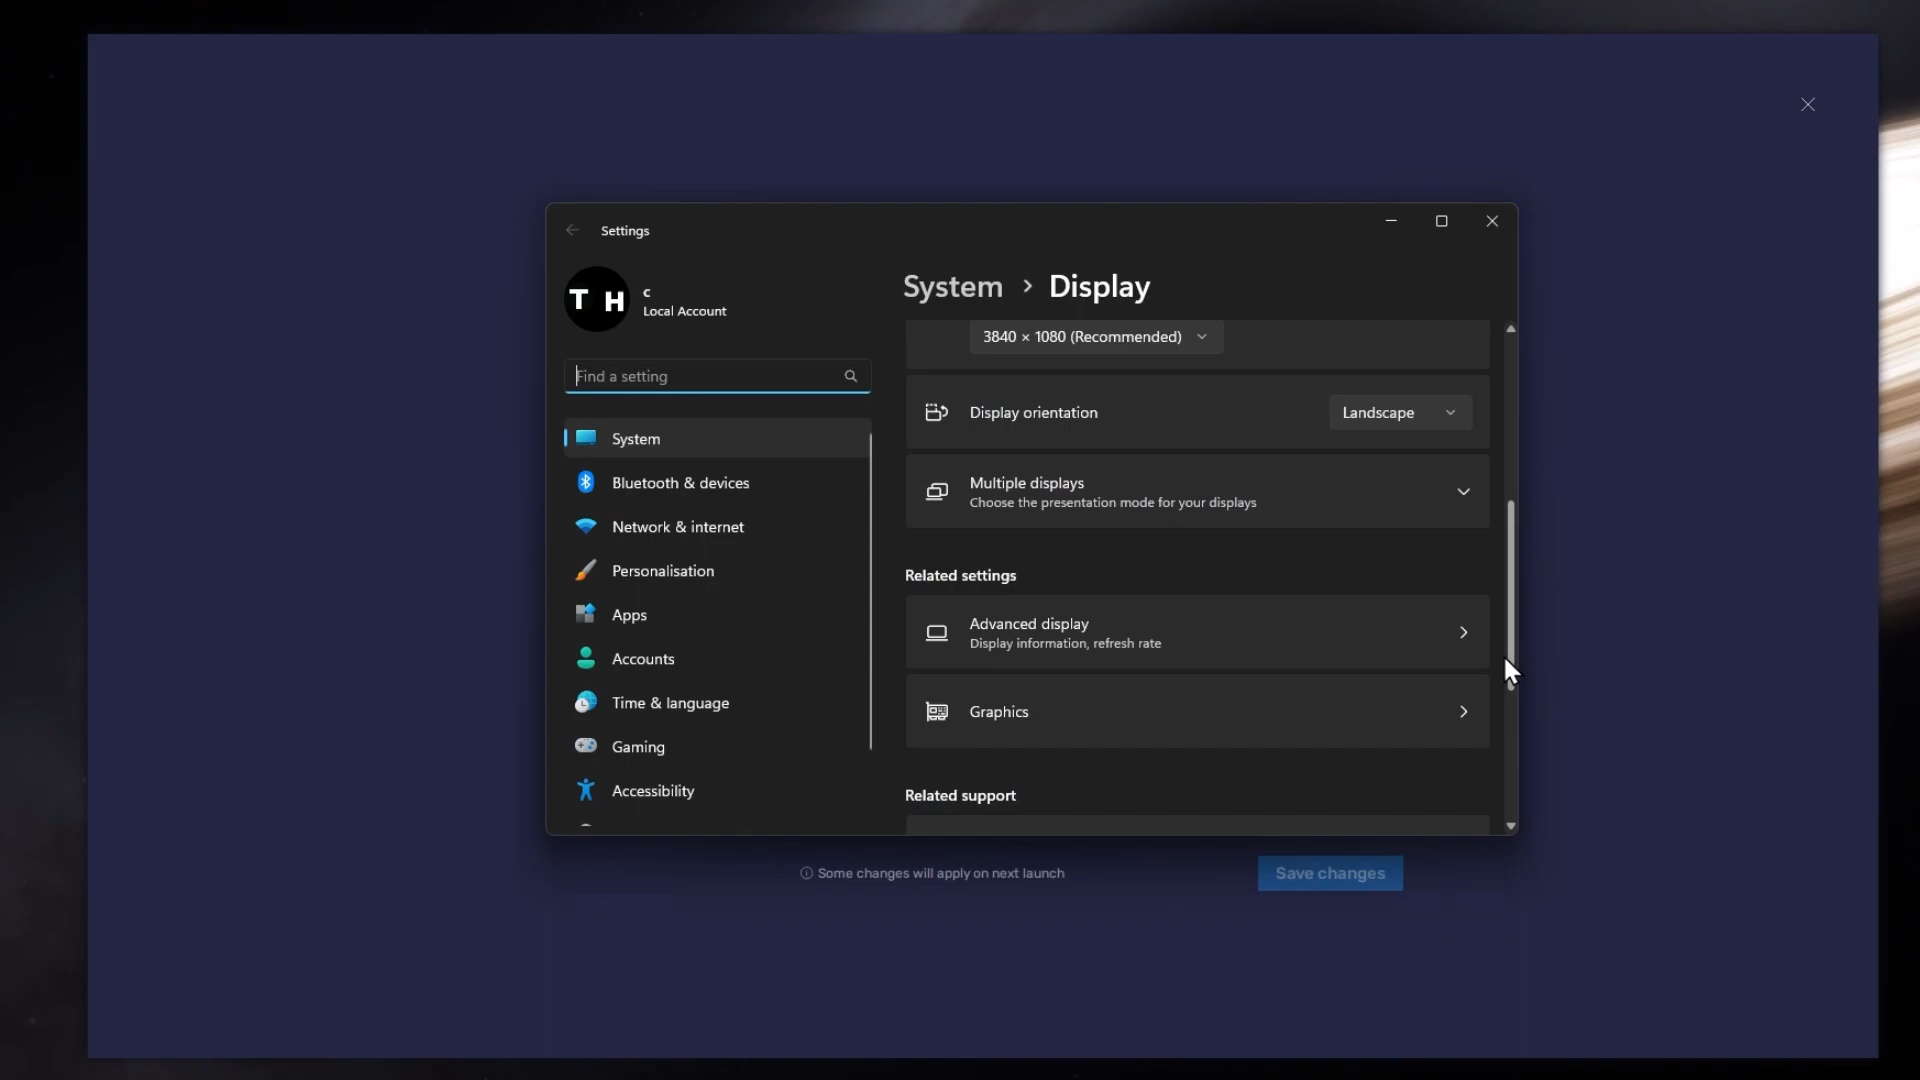 Settings
T H
c
Local Account
Find a setting
System
Bluetooth & devices
Network & internet
Personalisation
Apps
Accounts
Time & language
Gaming
Accessibility
System > Display
3840 × 1080 (Recommended)
Display orientation
Landscape
Multiple displays
Choose the presentation mode for your displays
Related settings
Advanced display
Display information, refresh rate
Graphics
Related support
Some changes will apply on next launch
Save changes